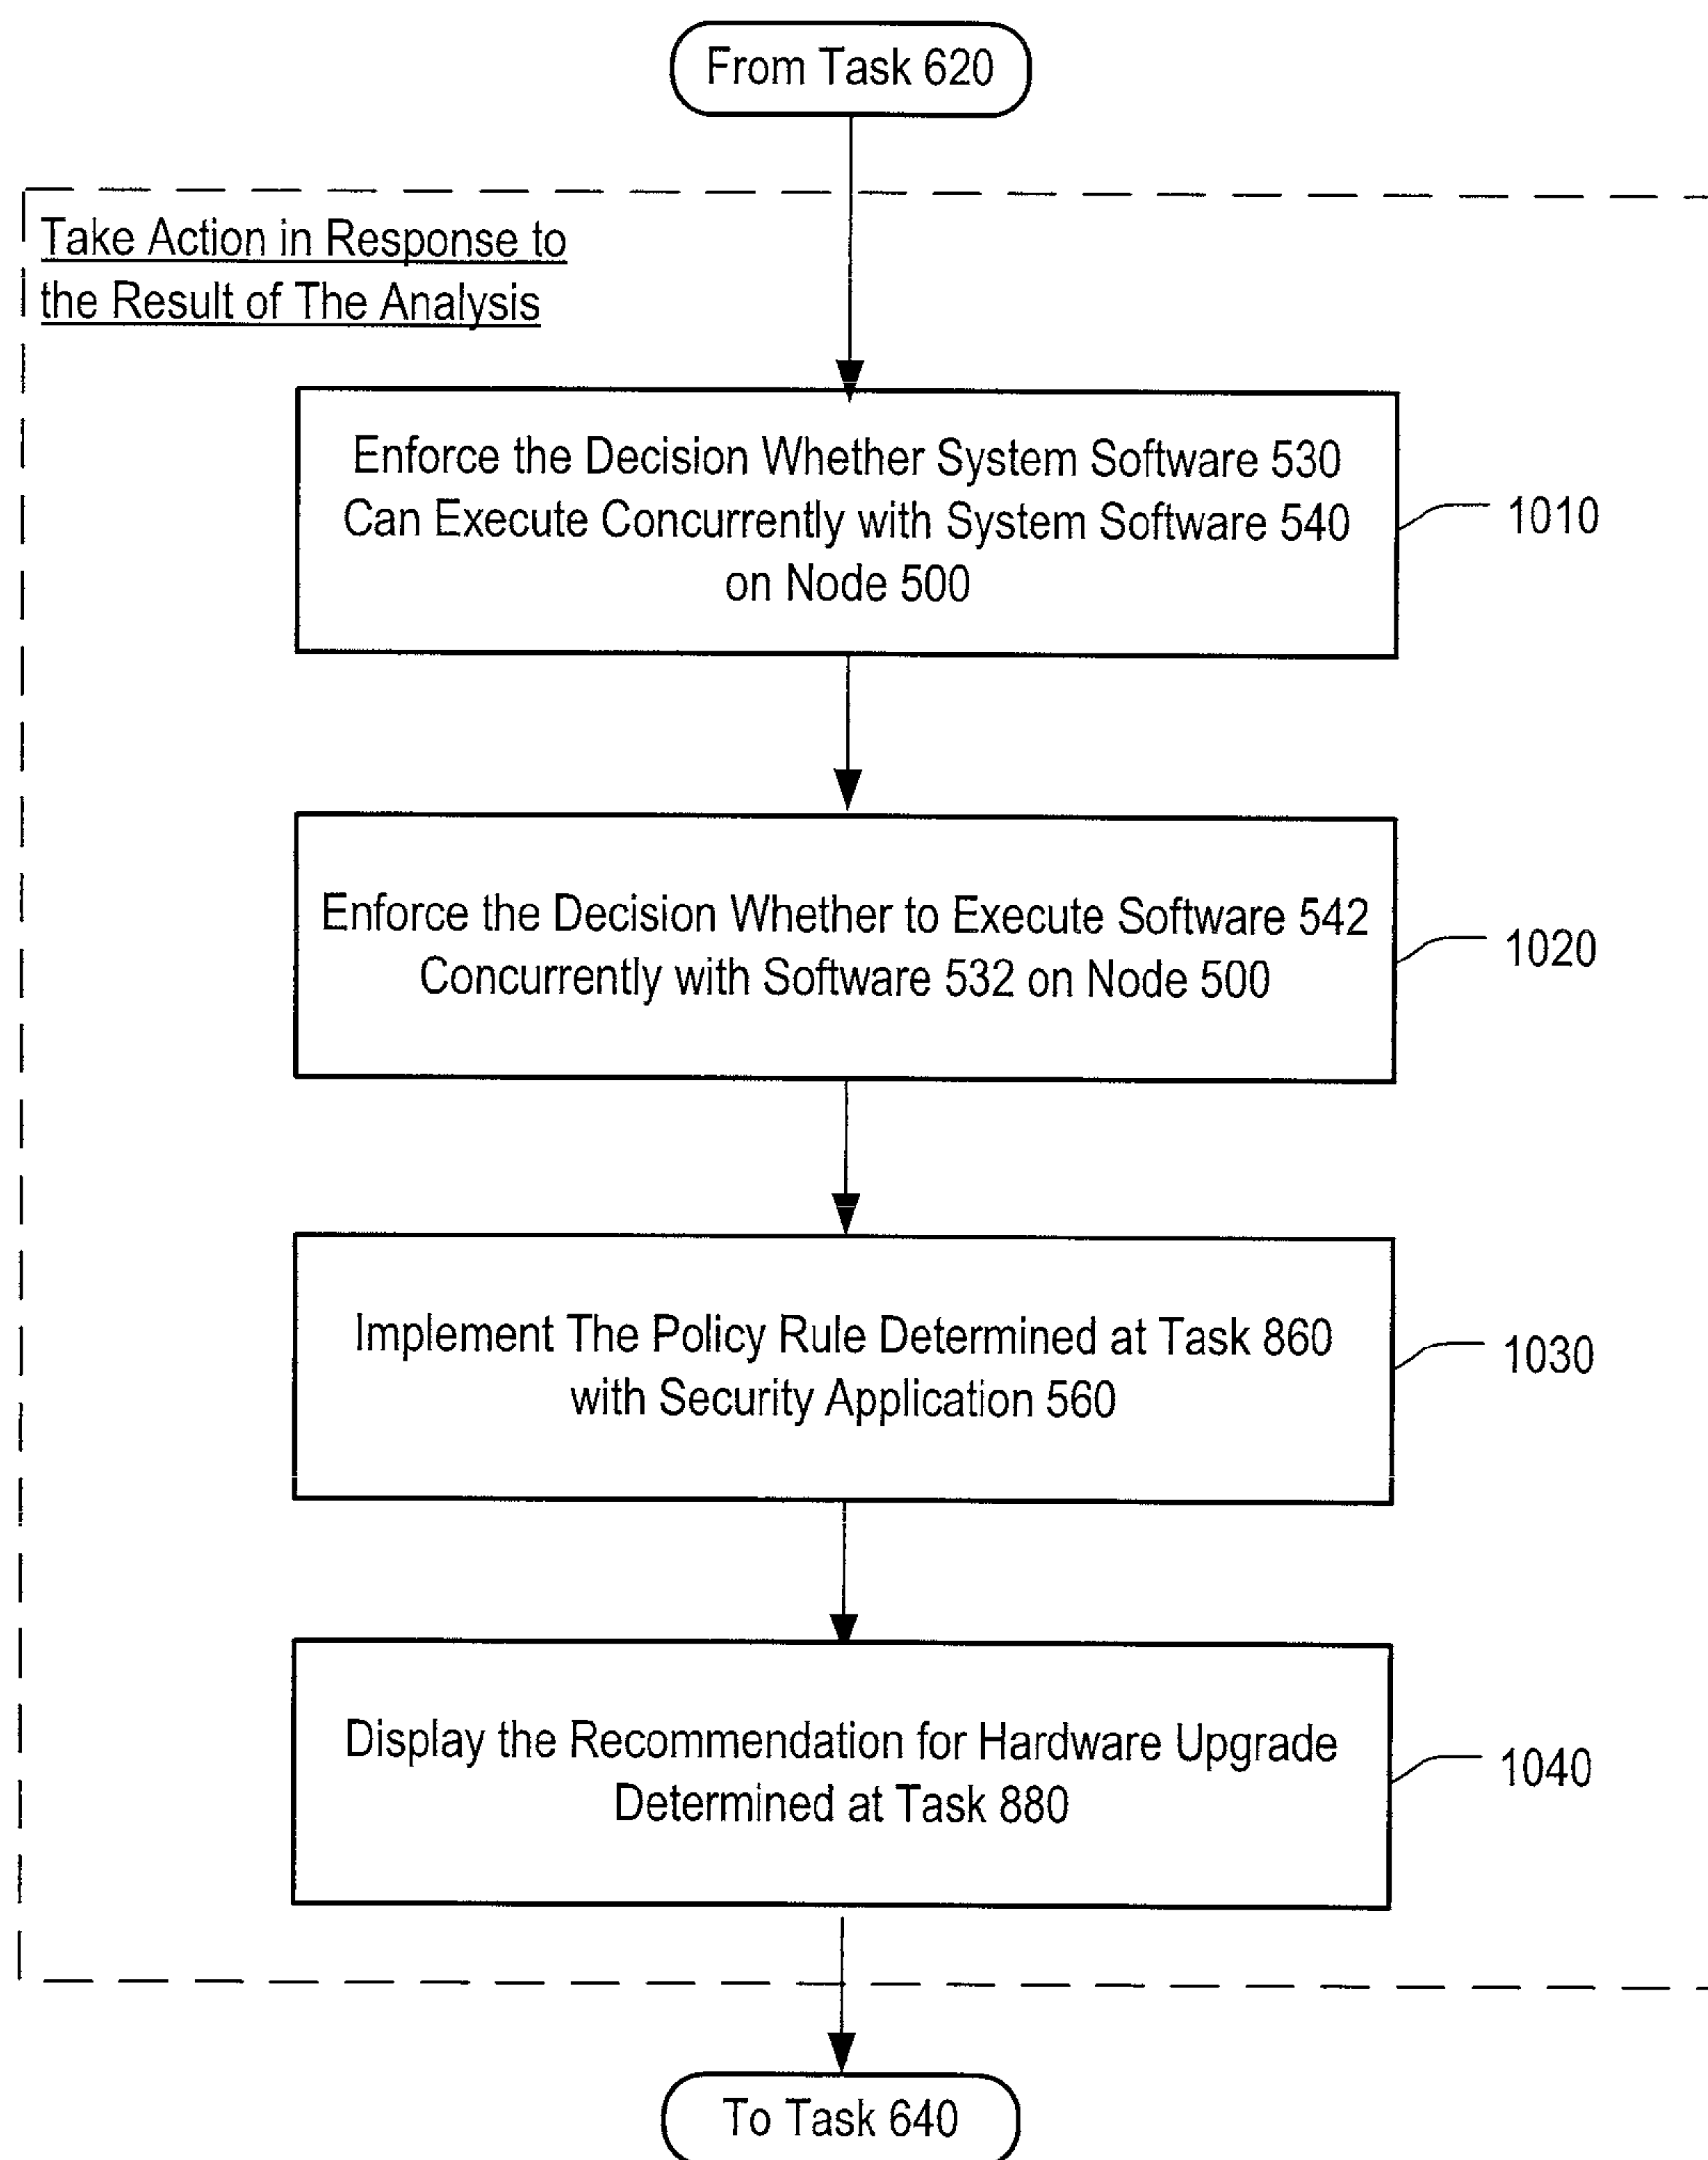 From Task 620
Take Action in Response to
the Result of The Analysis
Enforce the Decision Whether System Software 530
Can Execute Concurrently with System Software 540
on Node 500
1010
Enforce the Decision Whether to Execute Software 542
Concurrently with Software 532 on Node 500
1020
Implement The Policy Rule Determined at Task 860
with Security Application 560
1030
Display the Recommendation for Hardware Upgrade
Determined at Task 880
1040
To Task 640